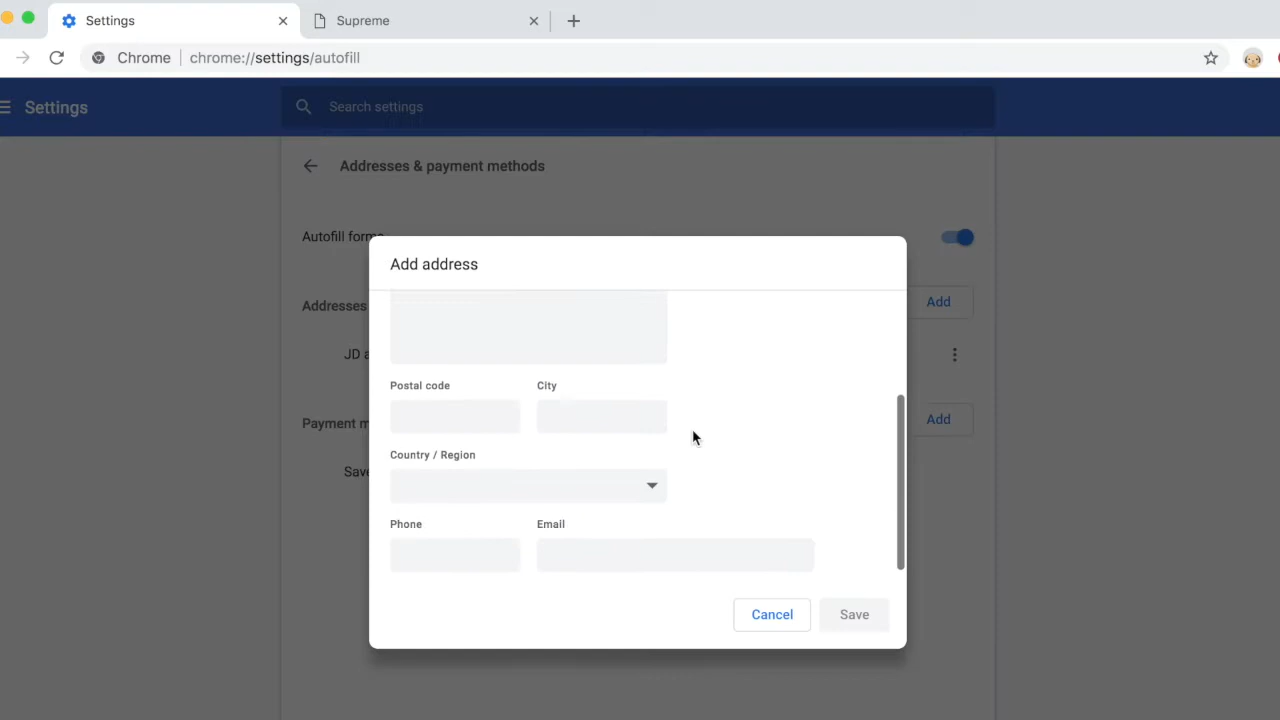 Settings
Supreme
Chrome
chrome://settings/autofill
Settings
Search settings
Addresses & payment methods
Autofill forms
Add address
Addresses
Add
JD a
Postal code
City
Payment m
Add
Country / Region
Save
Phone
Email
Cancel
Save